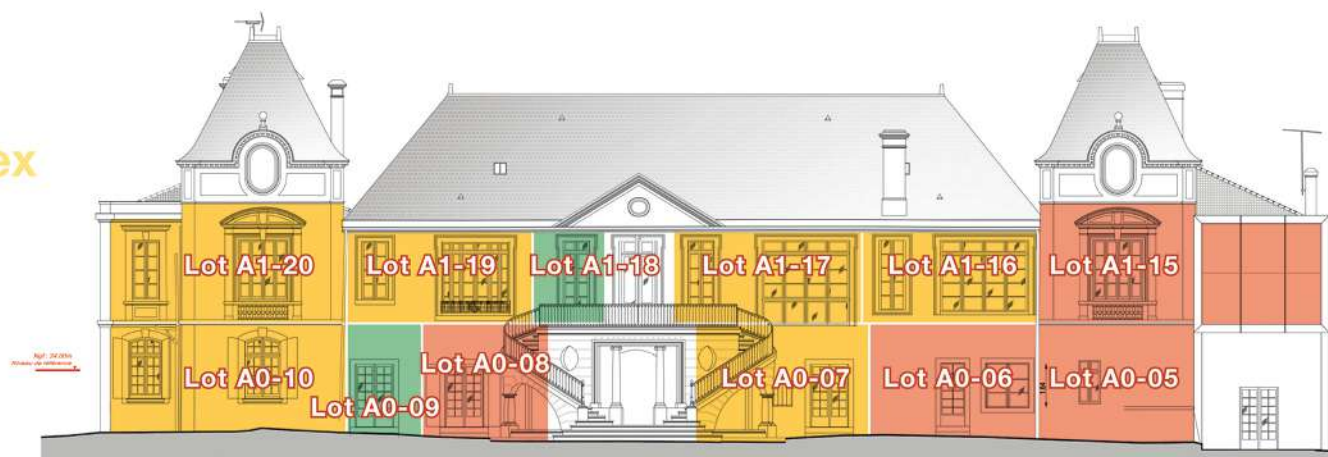 ex
Lot A1-20
Lot A1-19
Lot A1-18
Lot A1-17
Lot A1-16
Lot A1-15
Lot A0-10
Lot A0-09
Lot A0-08
Lot A0-07
Lot A0-06
Lot A0-05